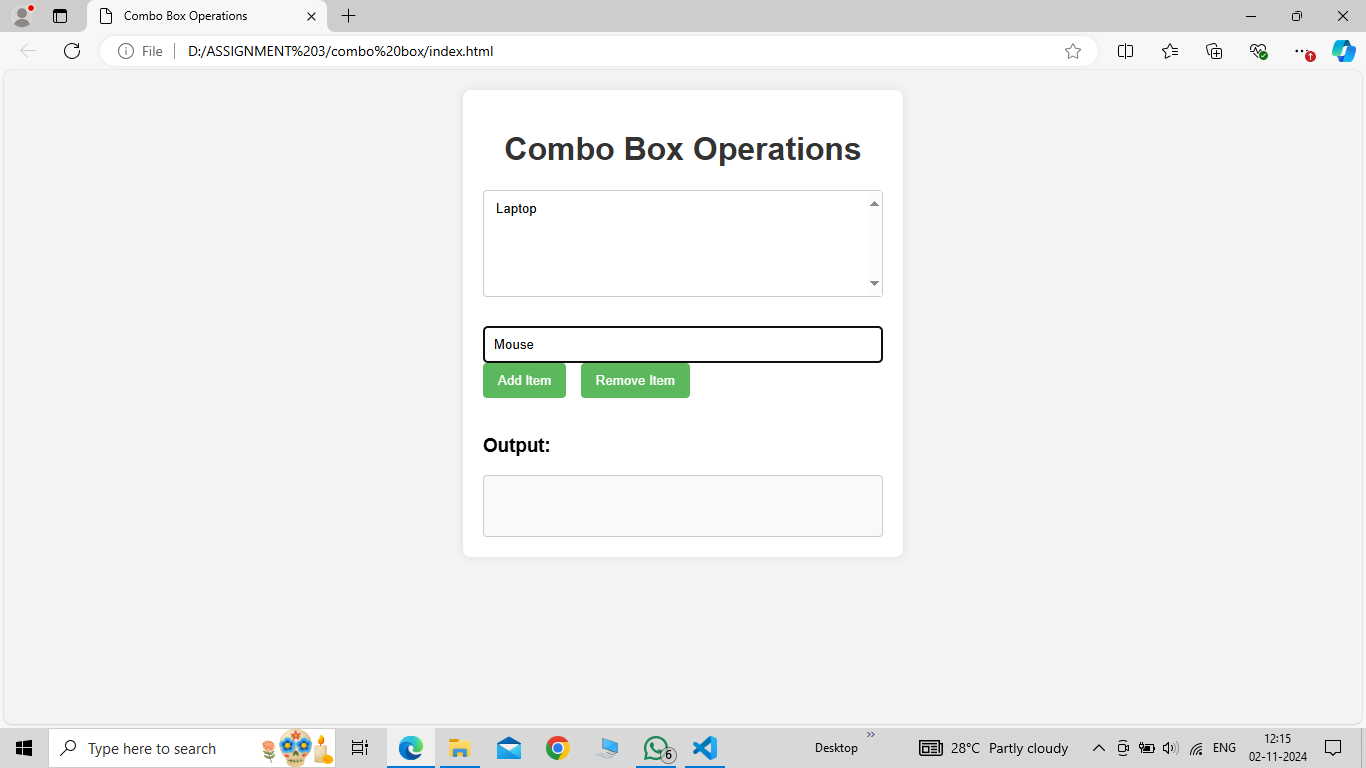 Combo Box Operations
File
D:/ASSIGNMENT%203/combo%20box/index.html
Combo Box Operations
Laptop
Mouse
Add Item Remove Item
Output:
Type here to search
6
Desktop
»
28°C Partly cloudy
ENG
12:15
02-11-2024